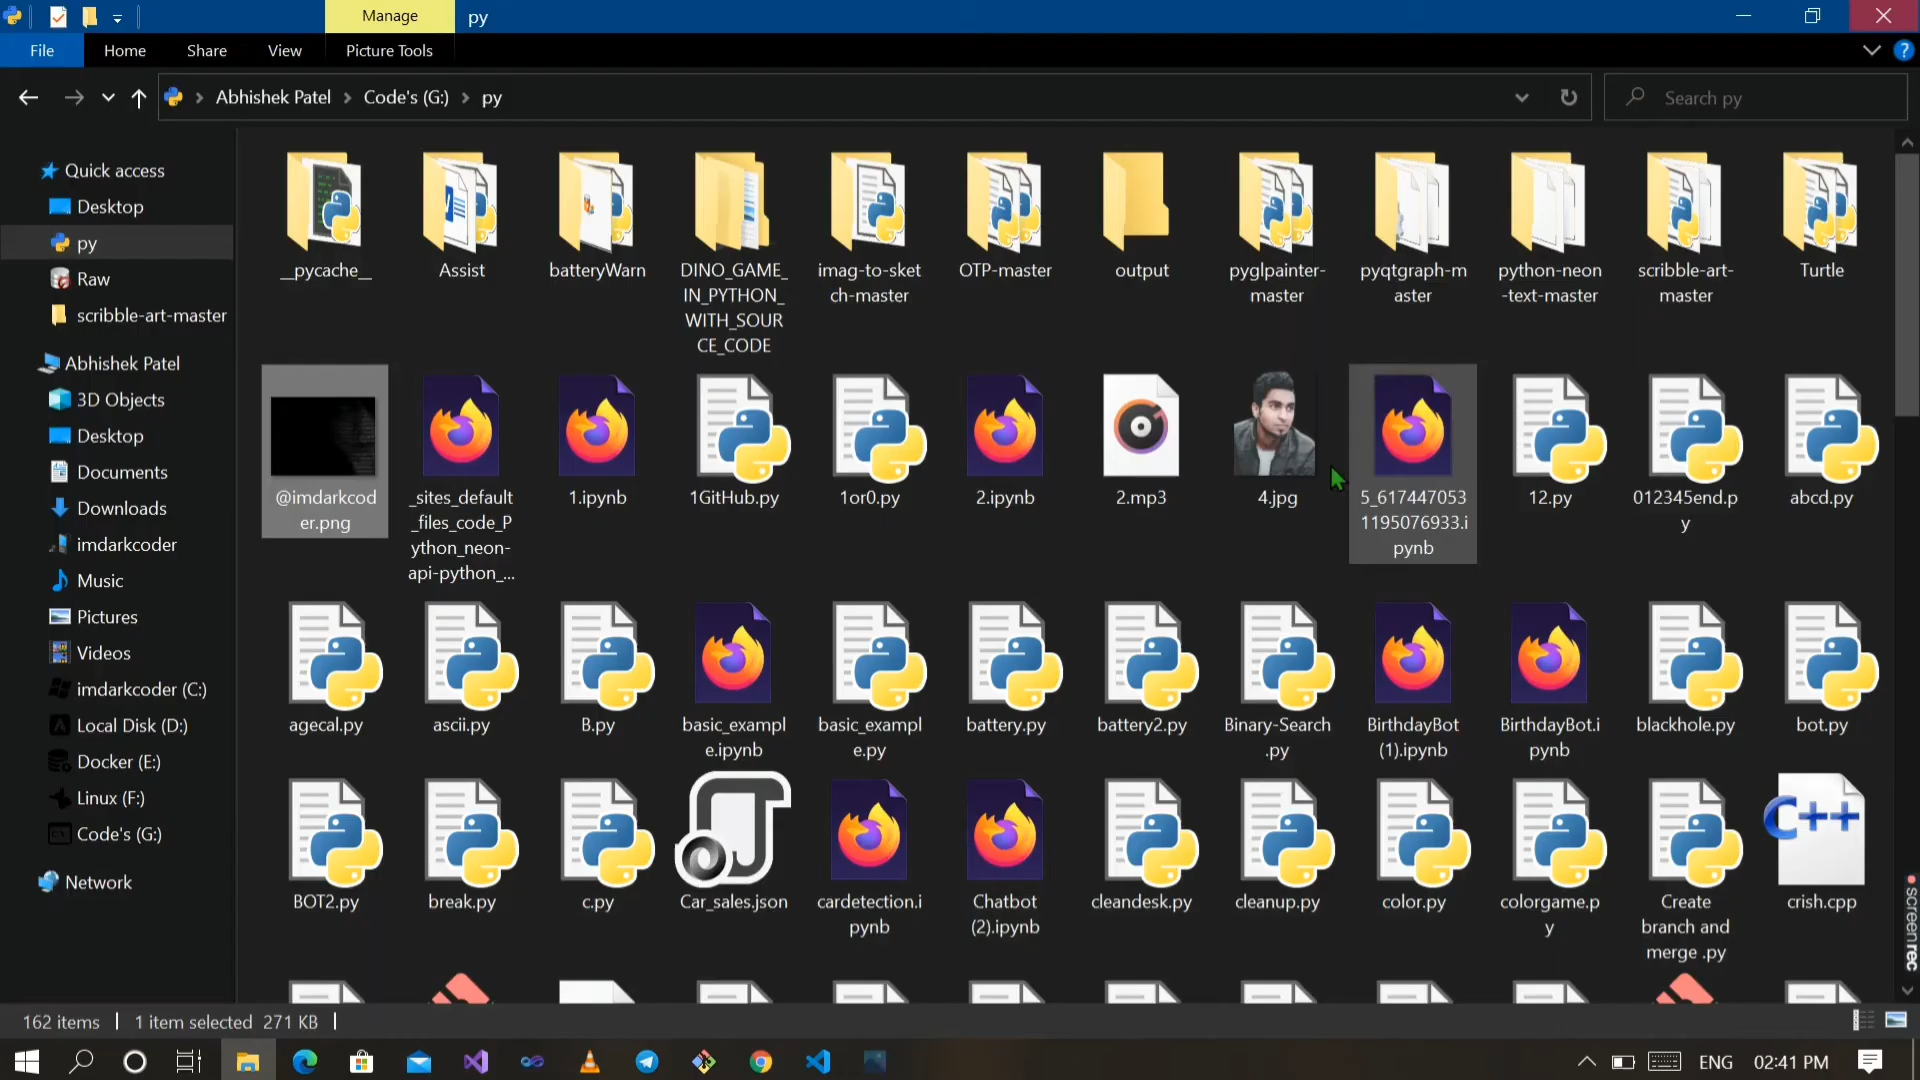 Manage
py
File
Home
Share
View
Picture Tools
?
Abhishek Patel
Code's (G:)
py
Search py
Quick access
Desktop
py
Raw
scribble-art-master
Abhishek Patel
3D Objects
Desktop
Documents
Downloads
imdarkcoder
Music
Pictures
Videos
imdarkcoder (C:)
Local Disk (D:)
Docker (E:)
Linux (F:)
Code's (G:)
Network
__pycache__
Assist
batteryWarn
DINO_GAME_
IN_PYTHON_
WITH_SOUR
CE_CODE
imag-to-sket
ch-master
OTP-master
output
pyglpainter-
master
pyqtgraph-m
aster
python-neon
-text-master
scribble-art-
master
Turtle
@imdarkcod
er.png
_sites_default
_files_code_P
ython_neon-
api-python_...
1.ipynb
1GitHub.py
1or0.py
2.ipynb
2.mp3
4.jpg
5_617447053
1195076933.i
pynb
12.py
012345end.p
y
abcd.py
agecal.py
ascii.py
B.py
basic_exampl
e.ipynb
basic_exampl
e.py
battery.py
battery2.py
Binary-Search
.py
BirthdayBot
(1).ipynb
BirthdayBot.i
pynb
blackhole.py
bot.py
BOT2.py
break.py
c.py
Car_sales.json
cardetection.i
pynb
Chatbot
(2).ipynb
cleandesk.py
cleanup.py
color.py
colorgame.p
y
Create
branch and
merge .py
C++
crish.cpp
screenrec
162 items
1 item selected 271 KB
ENG
02:41 PM